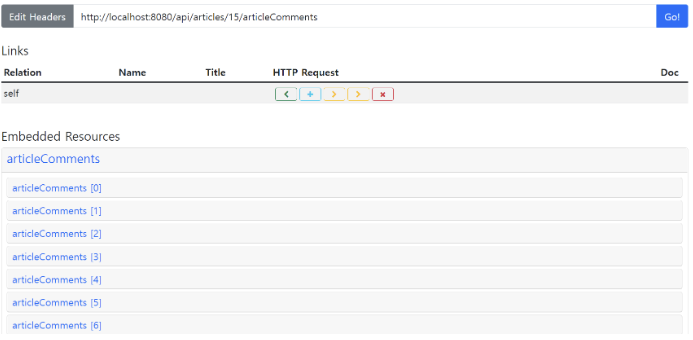 Edit Headers http://localhost:8080/api/articles/15/articleComments Go!
Links
Relation Name Title HTTP Request Doc
self
Embedded Resources
articleComments
articleComments [0]
articleComments [1]
articleComments [2]
articleComments [3]
articleComments [4]
articleComments [5]
articleComments [6]